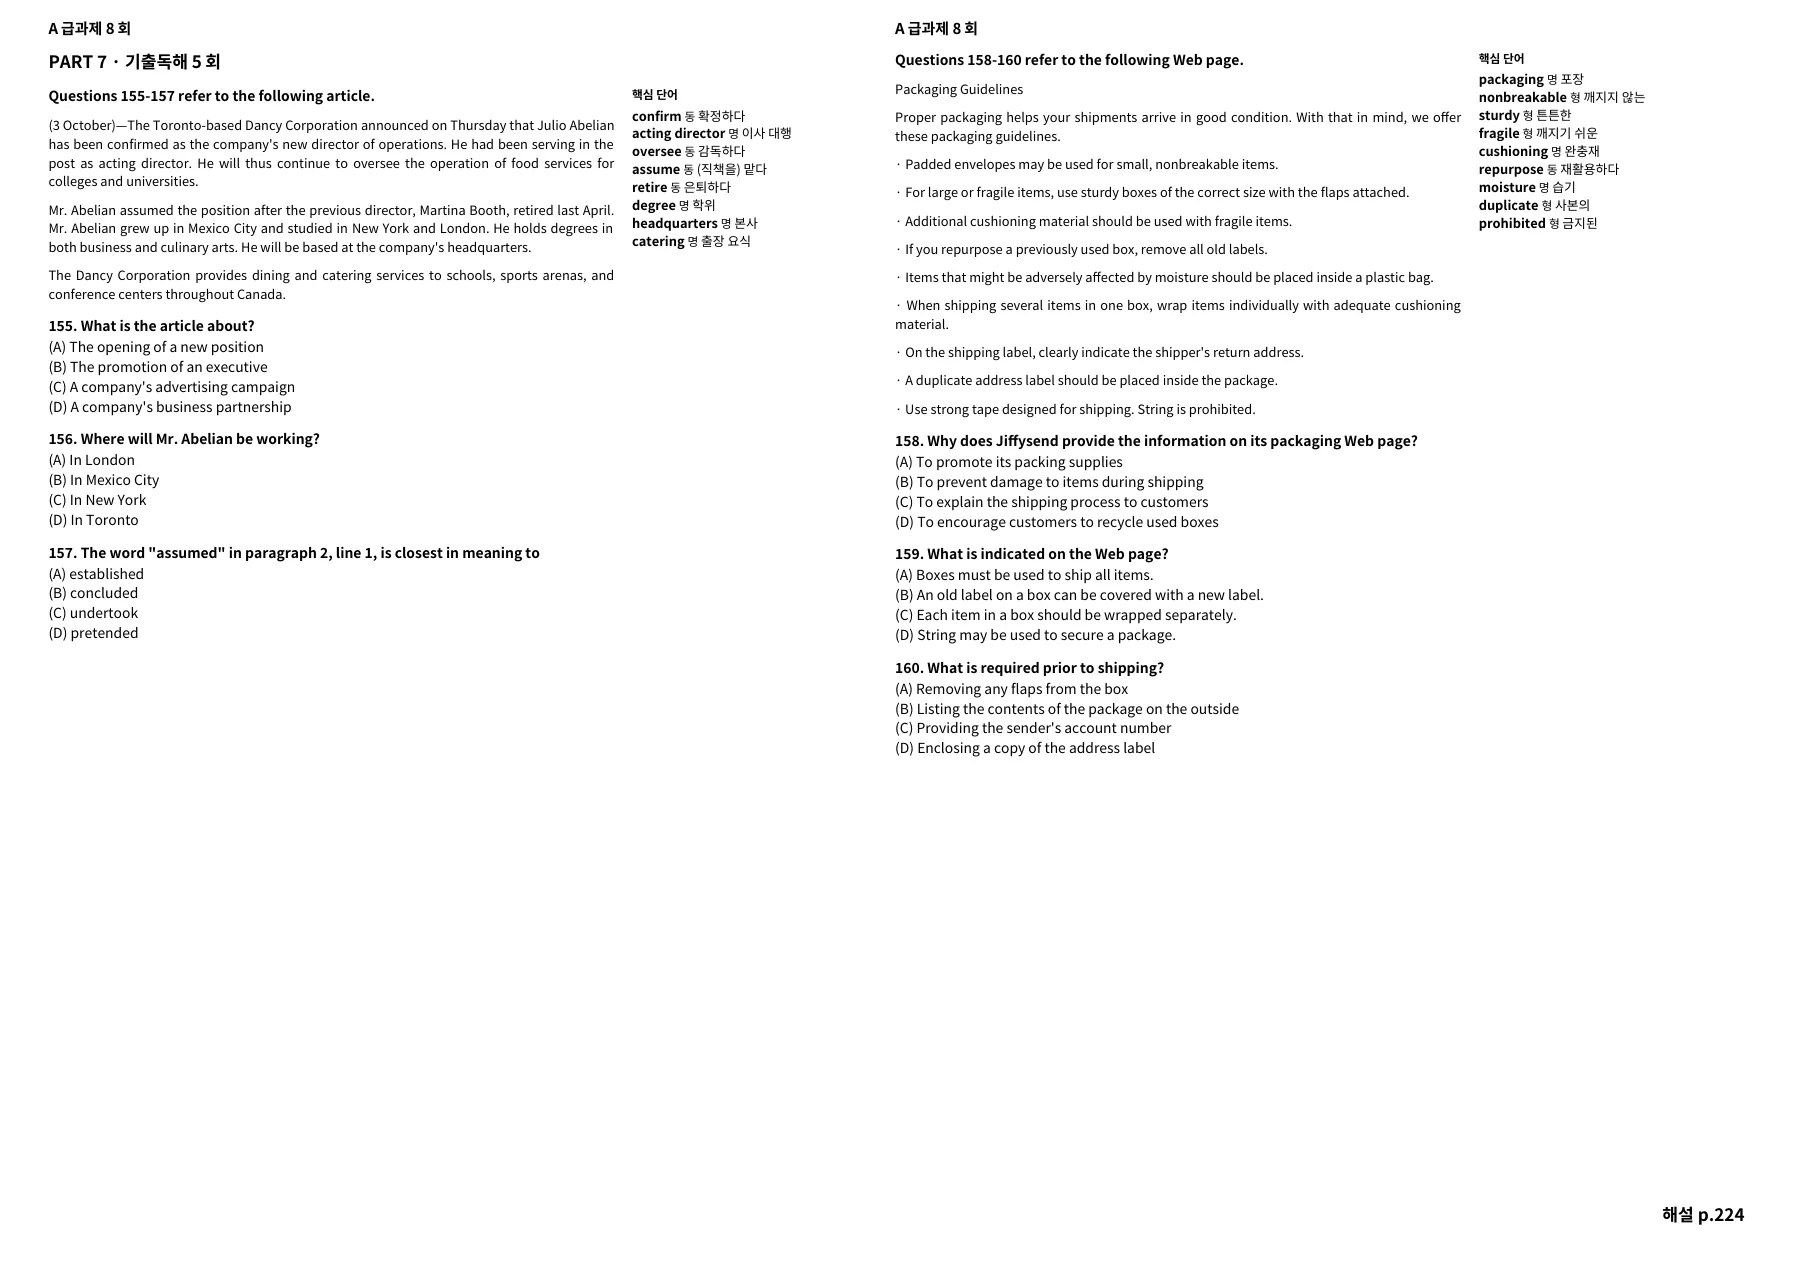 A 급과제 8 회
PART 7 · 기출독해 5 회
Questions 155-157 refer to the following article.
(3 October)—The Toronto-based Dancy Corporation announced on Thursday that Julio Abelian
has been confirmed as the company's new director of operations. He had been serving in the
post as acting director. He will thus continue to oversee the operation of food services for
colleges and universities.
Mr. Abelian assumed the position after the previous director, Martina Booth, retired last April.
Mr. Abelian grew up in Mexico City and studied in New York and London. He holds degrees in
both business and culinary arts. He will be based at the company's headquarters.
The Dancy Corporation provides dining and catering services to schools, sports arenas, and
conference centers throughout Canada.
155. What is the article about?
(A) The opening of a new position
(B) The promotion of an executive
(C) A company's advertising campaign
(D) A company's business partnership
156. Where will Mr. Abelian be working?
(A) In London
(B) In Mexico City
(C) In New York
(D) In Toronto
157. The word "assumed" in paragraph 2, line 1, is closest in meaning to
(A) established
(B) concluded
(C) undertook
(D) pretended
핵심 단어
confirm 동 확정하다
acting director 명 이사 대행
oversee 동 감독하다
assume 동 (직책을) 맡다
retire 동 은퇴하다
degree 명 학위
headquarters 명 본사
catering 명 출장 요식
A 급과제 8 회
Questions 158-160 refer to the following Web page.
Packaging Guidelines
Proper packaging helps your shipments arrive in good condition. With that in mind, we offer
these packaging guidelines.
· Padded envelopes may be used for small, nonbreakable items.
· For large or fragile items, use sturdy boxes of the correct size with the flaps attached.
· Additional cushioning material should be used with fragile items.
· If you repurpose a previously used box, remove all old labels.
· Items that might be adversely affected by moisture should be placed inside a plastic bag.
· When shipping several items in one box, wrap items individually with adequate cushioning
material.
· On the shipping label, clearly indicate the shipper's return address.
· A duplicate address label should be placed inside the package.
· Use strong tape designed for shipping. String is prohibited.
158. Why does Jiffysend provide the information on its packaging Web page?
(A) To promote its packing supplies
(B) To prevent damage to items during shipping
(C) To explain the shipping process to customers
(D) To encourage customers to recycle used boxes
159. What is indicated on the Web page?
(A) Boxes must be used to ship all items.
(B) An old label on a box can be covered with a new label.
(C) Each item in a box should be wrapped separately.
(D) String may be used to secure a package.
160. What is required prior to shipping?
(A) Removing any flaps from the box
(B) Listing the contents of the package on the outside
(C) Providing the sender's account number
(D) Enclosing a copy of the address label
핵심 단어
packaging 명 포장
nonbreakable 형 깨지지 않는
sturdy 형 튼튼한
fragile 형 깨지기 쉬운
cushioning 명 완충재
repurpose 동 재활용하다
moisture 명 습기
duplicate 형 사본의
prohibited 형 금지된
해설 p.224